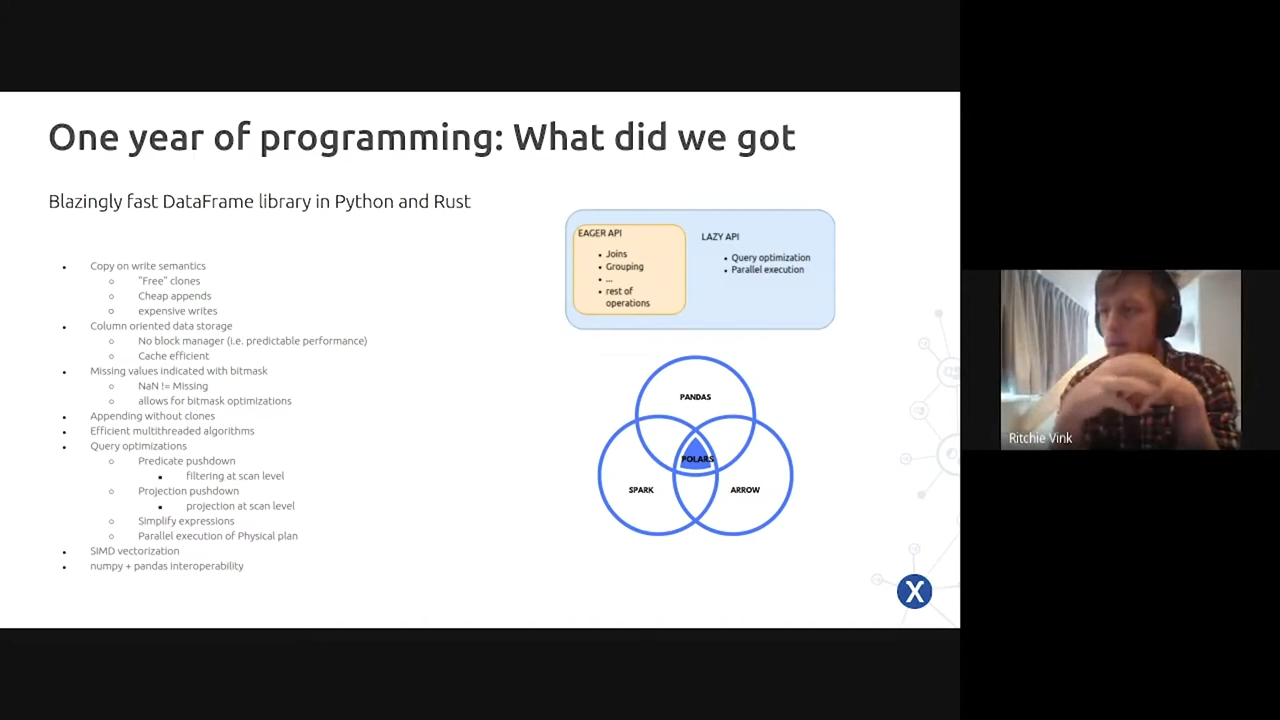 One year of programming: What did we got
Blazingly fast DataFrame library in Python and Rust
• Copy on write semantics
○ "Free" clones
○ Cheap appends
○ expensive writes
• Column oriented data storage
○ No block manager (i.e. predictable performance)
○ Cache efficient
• Missing values indicated with bitmask
○ NaN != Missing
○ allows for bitmask optimizations
• Appending without clones
• Efficient multithreaded algorithms
• Query optimizations
○ Predicate pushdown
■ filtering at scan level
○ Projection pushdown
■ projection at scan level
○ Simplify expressions
○ Parallel execution of Physical plan
• SIMD vectorization
• numpy + pandas interoperability
EAGER API
• Joins
• Grouping
• ...
• rest of
operations
LAZY API
• Query optimization
• Parallel execution
PANDAS
POLARS
SPARK
ARROW
X
Ritchie Vink